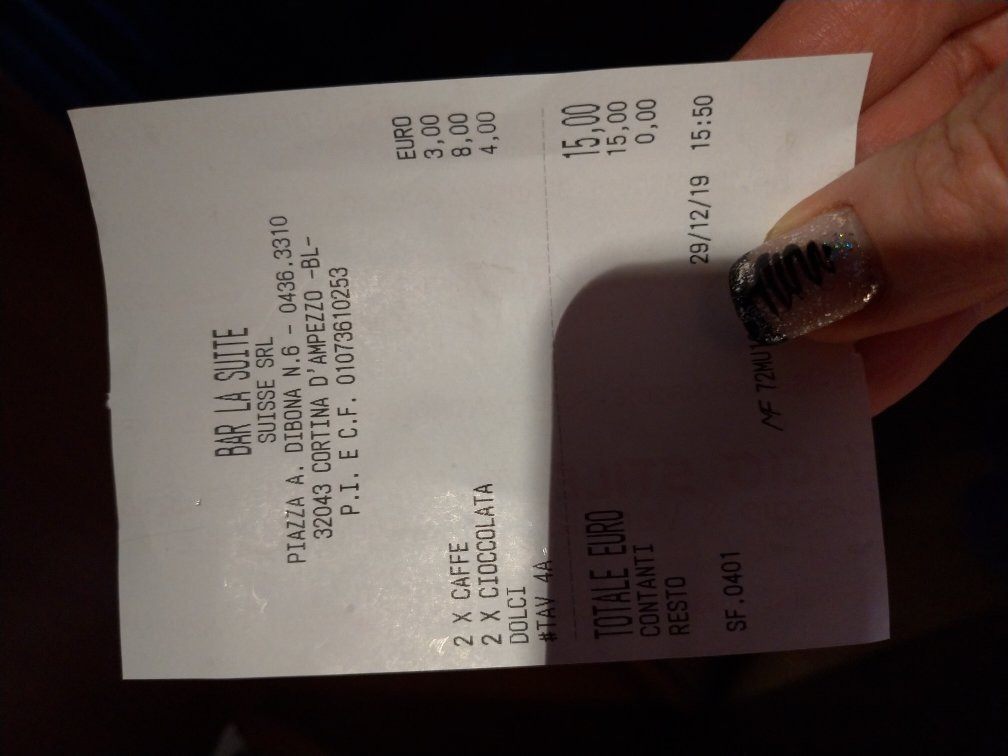 BAR LA SUITE
SUISSE SRL
PIAZZA A. DIBONA N.6 - 0436.3310
32043 CORTINA D'AMPEZZO -BL-
P.I. E C.F. 01073610253
EURO
2 X CAFFE 3,00
2 X CIOCCOLATA 8,00
DOLCI 4,00
#TAV 4A
TOTALE EURO 15,00
CONTANTI 15,00
RESTO 0,00
SF.0401 29/12/19 15:50
MF 72MU